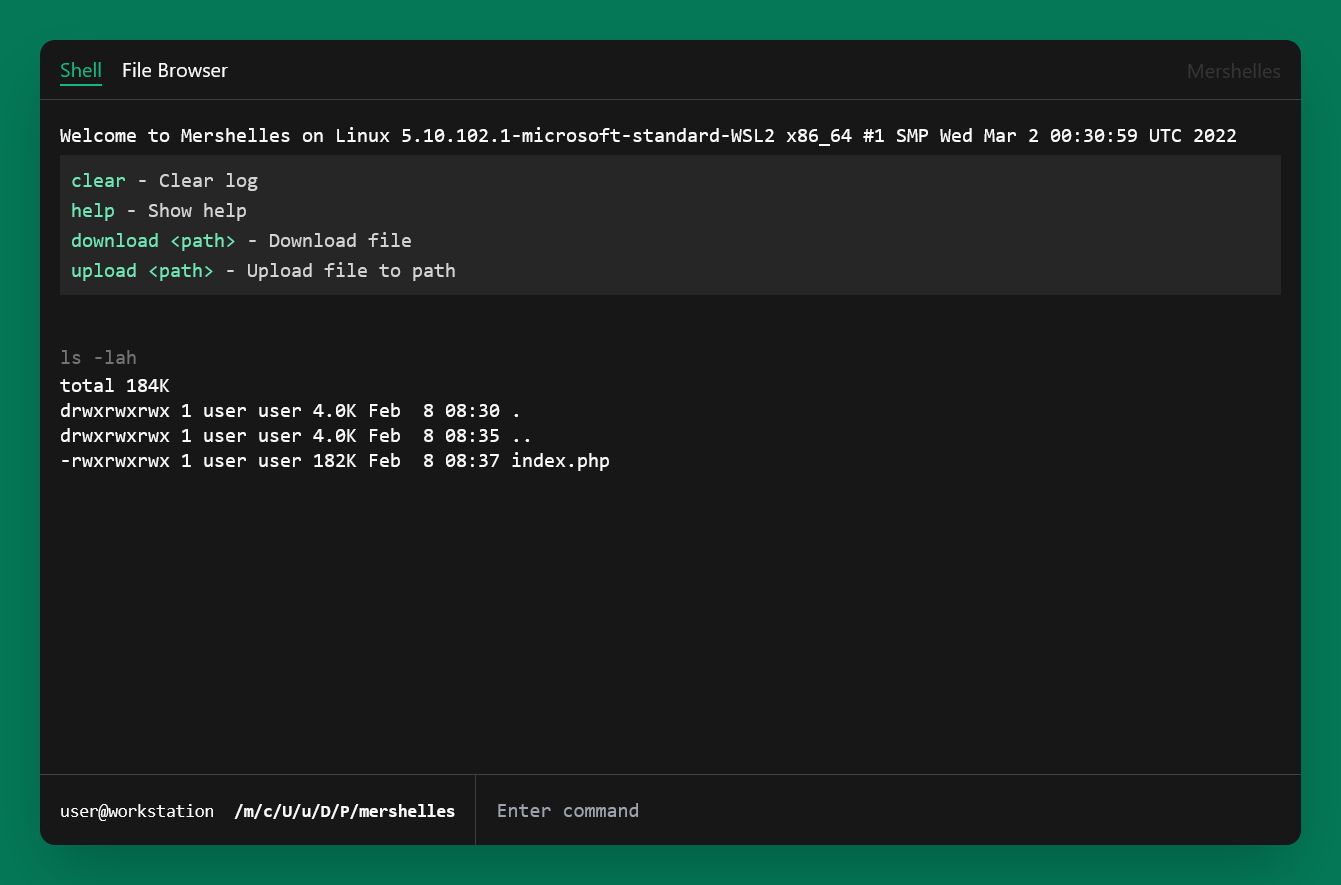 Shell File Browser Mershelles
Welcome to Mershelles on Linux 5.10.102.1-microsoft-standard-WSL2 x86_64 #1 SMP Wed Mar 2 00:30:59 UTC 2022
clear - Clear log
help - Show help
download <path> - Download file
upload <path> - Upload file to path
ls -lah
total 184K
drwxrwxrwx 1 user user 4.0K Feb  8 08:30 .
drwxrwxrwx 1 user user 4.0K Feb  8 08:35 ..
-rwxrwxrwx 1 user user 182K Feb  8 08:37 index.php
user@workstation /m/c/U/u/D/P/mershelles Enter command